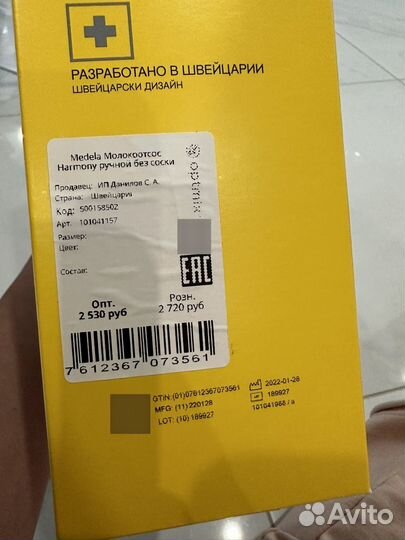 РАЗРАБОТАНО В ШВЕЙЦАРИИ
ШВЕЙЦАРСКИ ДИЗАЙН
Medela Молокоотсос
Harmony ручной без соски
Продавец: ИП Данилов С. А.
Страна: Швейцария
Код: 500158502
Арт. 101041157
Размер:
Цвет:
Состав:
EAC
Опт. Розн.
2 530 руб 2 720 руб
7 612367 073561
GTIN: (01)07612367073561
MFG: (11) 220128
LOT: (10) 189927
2022-01-28
189927
101041988 / a
Avito